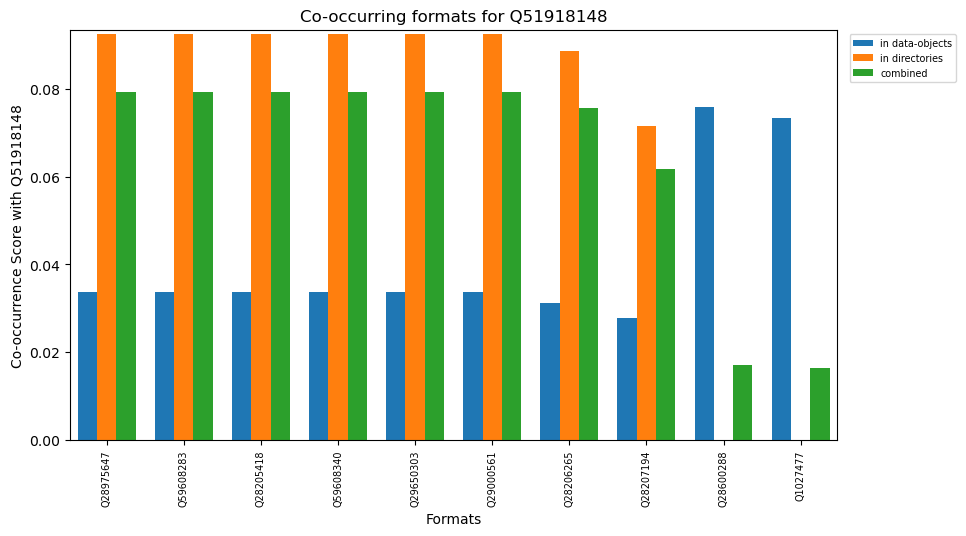 Co-occurring formats for Q51918148
in data-objects
in directories
combined
Co-occurrence Score with Q51918148
0.08
0.06
0.04
0.02
0.00
Q28975647
Q59608283
Q28205418
Q59608340
Q29650303
Q29000561
Q28206265
Q28207194
Q28600288
Q1027477
Formats